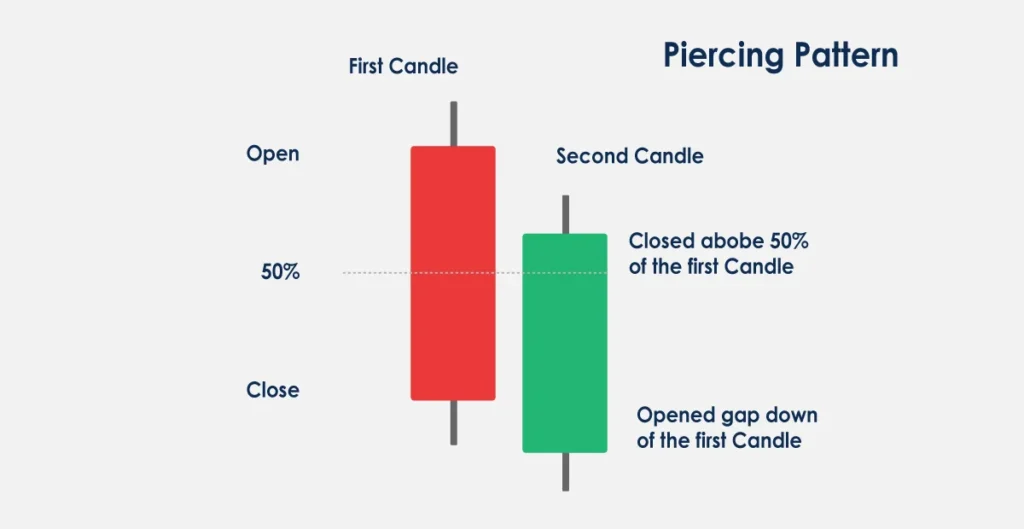 Piercing Pattern
First Candle
Open
Second Candle
Closed abobe 50%
of the first Candle
50%
Close
Opened gap down
of the first Candle